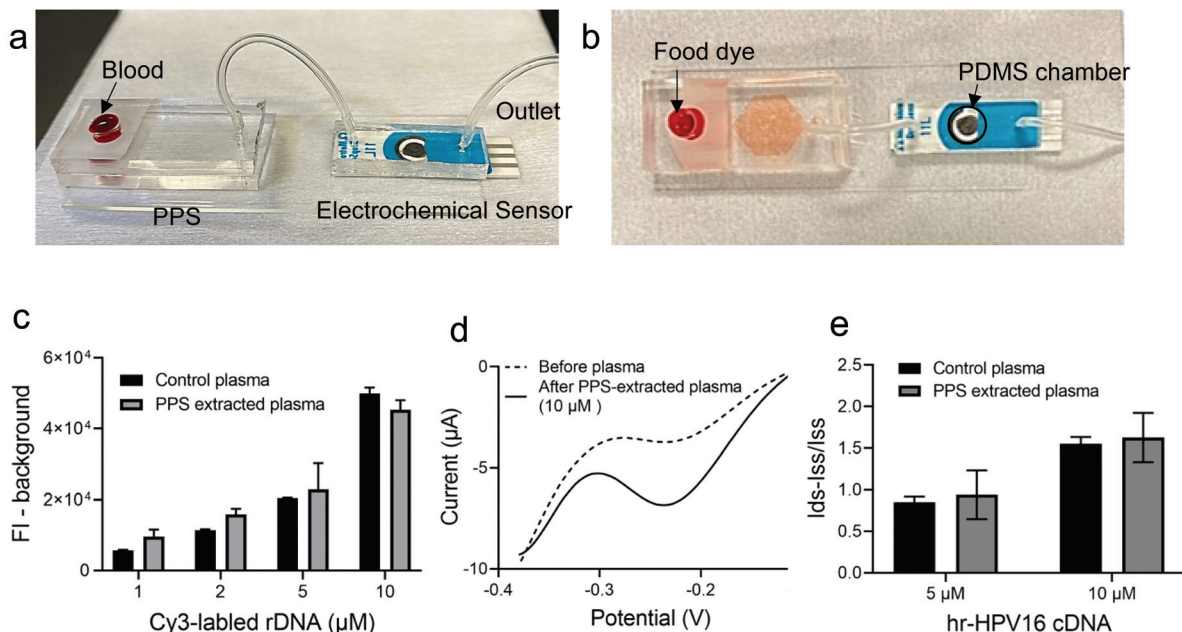 a
Blood
Outlet
PPS
Electrochemical Sensor
b
Food dye
PDMS chamber
c
6×10⁴
4×10⁴
2×10⁴
0
FI - background
Control plasma
PPS extracted plasma
1
2
5
10
Cy3-labled rDNA (μM)
d
0
-5
-10
Current (μA)
Before plasma
After PPS-extracted plasma
(10 μM )
-0.4
-0.3
-0.2
Potential (V)
e
2.5
2.0
1.5
1.0
0.5
0.0
Ids-Iss/Iss
Control plasma
PPS extracted plasma
5 μM
10 μM
hr-HPV16 cDNA